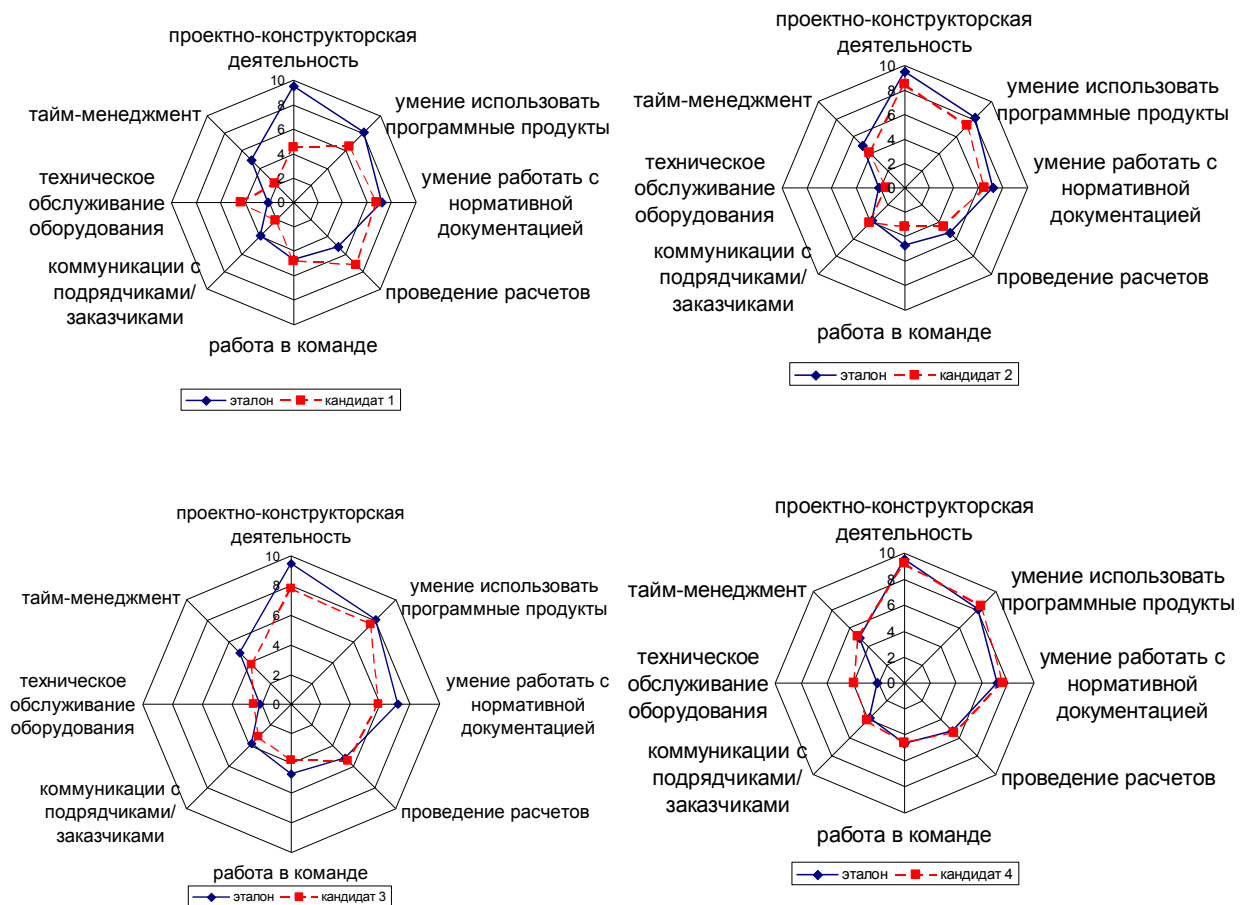 проектно-конструкторская
деятельность
10
8
6
4
2
0
умение использовать
программные продукты
умение работать с
нормативной
документацией
проведение расчетов
работа в команде
коммуникации с
подрядчиками/
заказчиками
техническое
обслуживание
оборудования
тайм-менеджмент
эталон
кандидат 1
проектно-конструкторская
деятельность
10
8
6
4
2
0
умение использовать
программные продукты
умение работать с
нормативной
документацией
проведение расчетов
работа в команде
коммуникации с
подрядчиками/
заказчиками
техническое
обслуживание
оборудования
тайм-менеджмент
эталон
кандидат 2
проектно-конструкторская
деятельность
10
8
6
4
2
0
умение использовать
программные продукты
умение работать с
нормативной
документацией
проведение расчетов
работа в команде
коммуникации с
подрядчиками/
заказчиками
техническое
обслуживание
оборудования
тайм-менеджмент
эталон
кандидат 3
проектно-конструкторская
деятельность
10
8
6
4
2
0
умение использовать
программные продукты
умение работать с
нормативной
документацией
проведение расчетов
работа в команде
коммуникации с
подрядчиками/
заказчиками
техническое
обслуживание
оборудования
тайм-менеджмент
эталон
кандидат 4